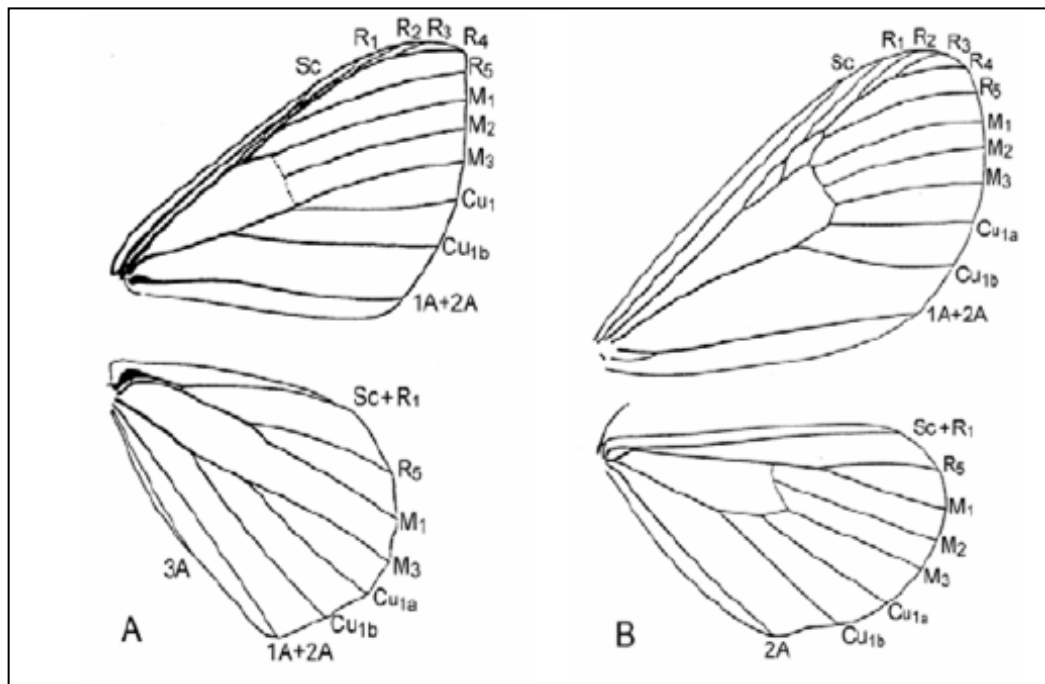 Sc R1 R2 R3 R4
R5
M1
M2
M3
Cu1
Cu1b
1A+2A
Sc+R1
R5
M1
M3
Cu1a
Cu1b
1A+2A
3A
A
Sc R1 R2 R3
R4
R5
M1
M2
M3
Cu1a
Cu1b
1A+2A
Sc+R1
R5
M1
M2
M3
Cu1a
Cu1b
2A
B